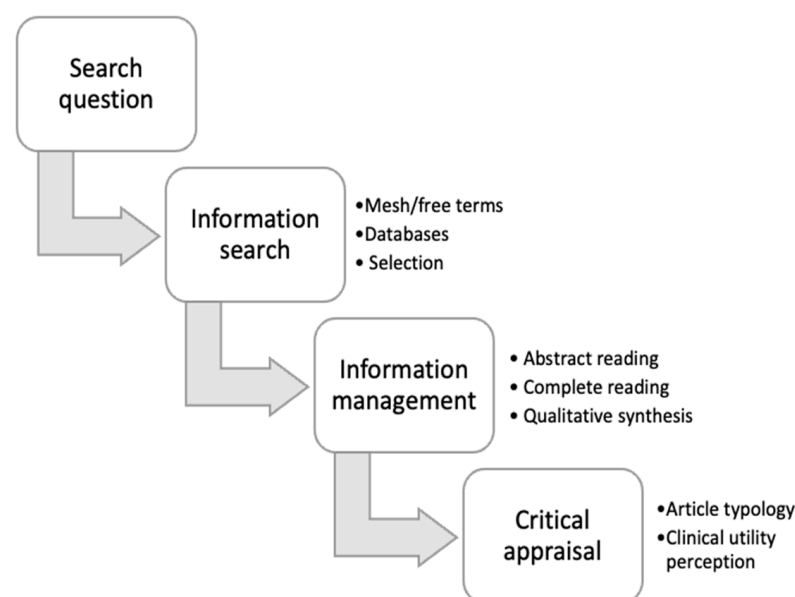 Search
question
Information
search
•Mesh/free terms
•Databases
• Selection
Information
management
• Abstract reading
• Complete reading
• Qualitative synthesis
Critical
appraisal
•Article typology
•Clinical utility
perception